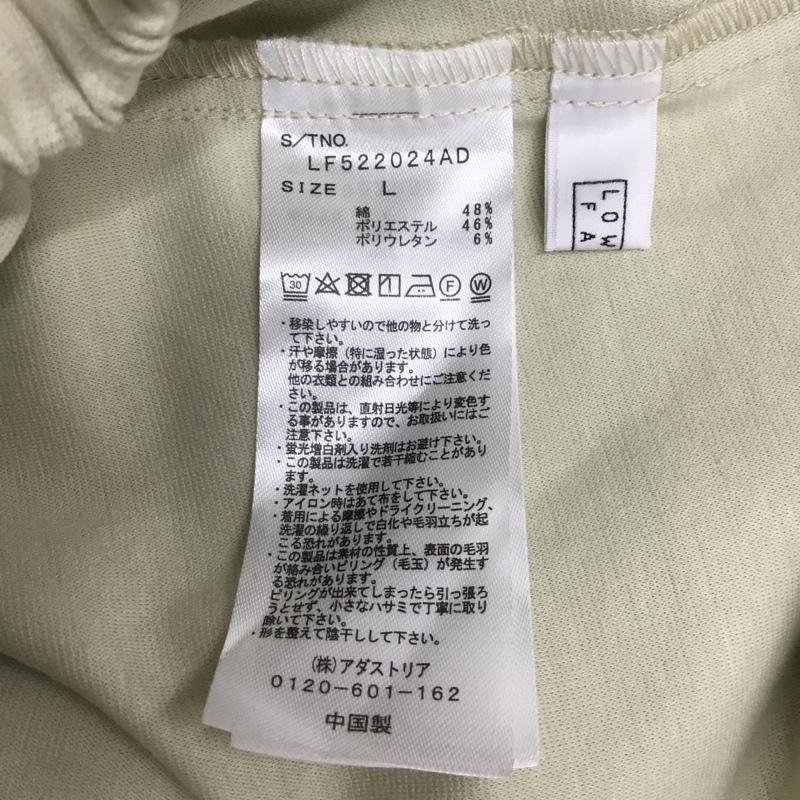 S/TNO.
LF522024AD
SIZE L
綿 48%
ポリエステル 46%
ポリウレタン 6%
30
F
W
・移染しやすいので他の物と分けて洗っ
て下さい。
・汗や摩擦（特に湿った状態）により色
が移る場合があります。
他の衣類との組み合わせにご注意くだ
さい。
・この製品は、直射日光等により変色す
る事がありますので、お取扱いにはご
注意下さい。
・蛍光増白剤入り洗剤はお避け下さい。
・この製品は洗濯で若干縮むことがあり
ます。
・洗濯ネットを使用して下さい。
・アイロン時はあて布をして下さい。
・着用による摩擦やドライクリーニング、
洗濯の繰り返しで白化や毛羽立ちが起
こる恐れがあります。
・この製品は素材の性質上、表面の毛羽
が絡み合いピリング（毛玉）が発生す
る恐れがあります。
ピリングが出来てしまったら引っ張ろ
うとせず、小さなハサミで丁寧に取り
除いて下さい。
・形を整えて陰干しして下さい。
(株)アダストリア
0120-601-162
中国製
LOW
FA